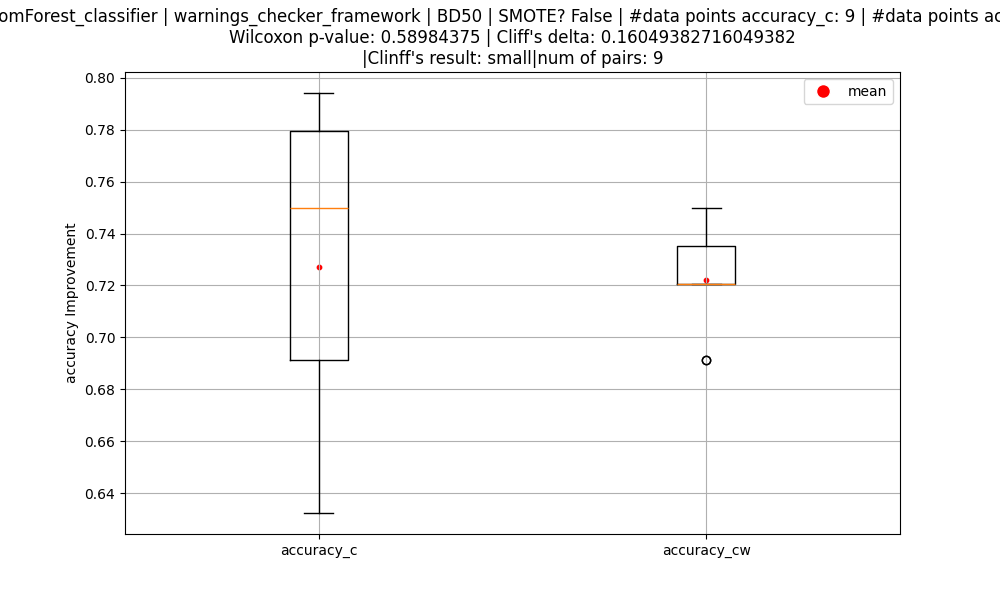 omForest_classifier | warnings_checker_framework | BD50 | SMOTE? False | #data points accuracy_c: 9 | #data points ac
Wilcoxon p-value: 0.58984375 | Cliff's delta: 0.16049382716049382
|Clinff's result: small|num of pairs: 9
mean
0.80
0.78
0.76
0.74
0.72
0.70
0.68
0.66
0.64
accuracy Improvement
accuracy_c
accuracy_cw